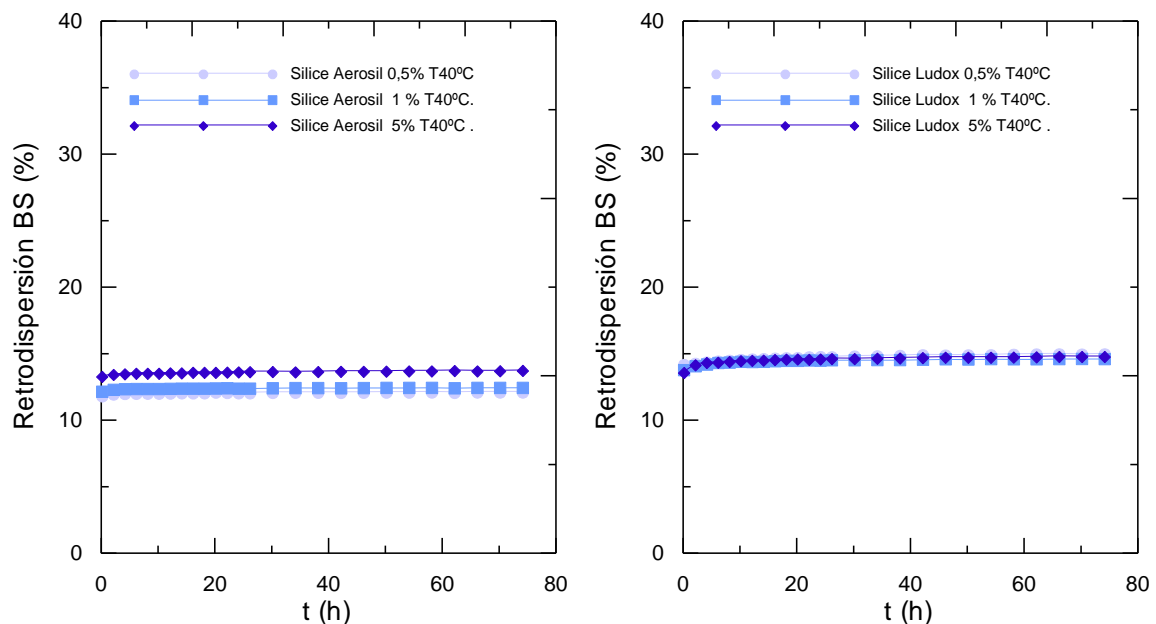 40
30
20
10
0
0
20
40
60
80
Retrodispersión BS (%)
t (h)
Silice Aerosil 0,5% T40ºC
Silice Aerosil 1 % T40ºC.
Silice Aerosil 5% T40ºC .
40
30
20
10
0
0
20
40
60
80
Retrodispersión BS (%)
t (h)
Silice Ludox 0,5% T40ºC
Silice Ludox 1 % T40ºC.
Silice Ludox 5% T40ºC .